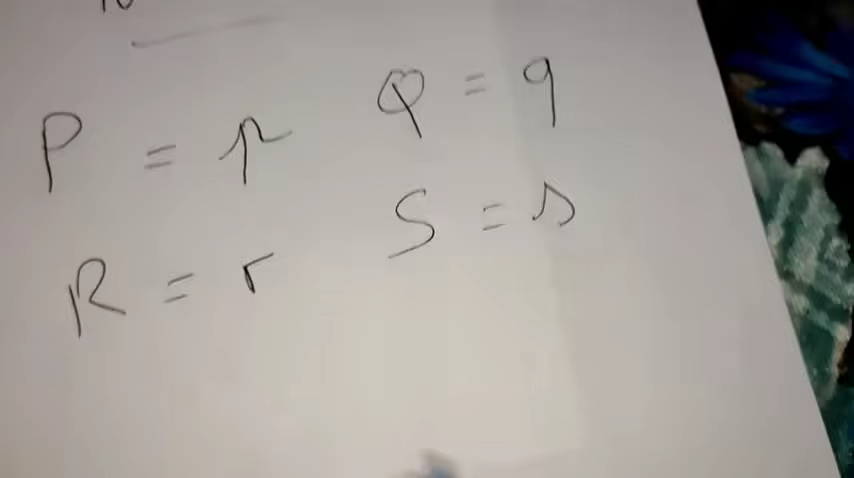 P = p Q = q
R = r S = s